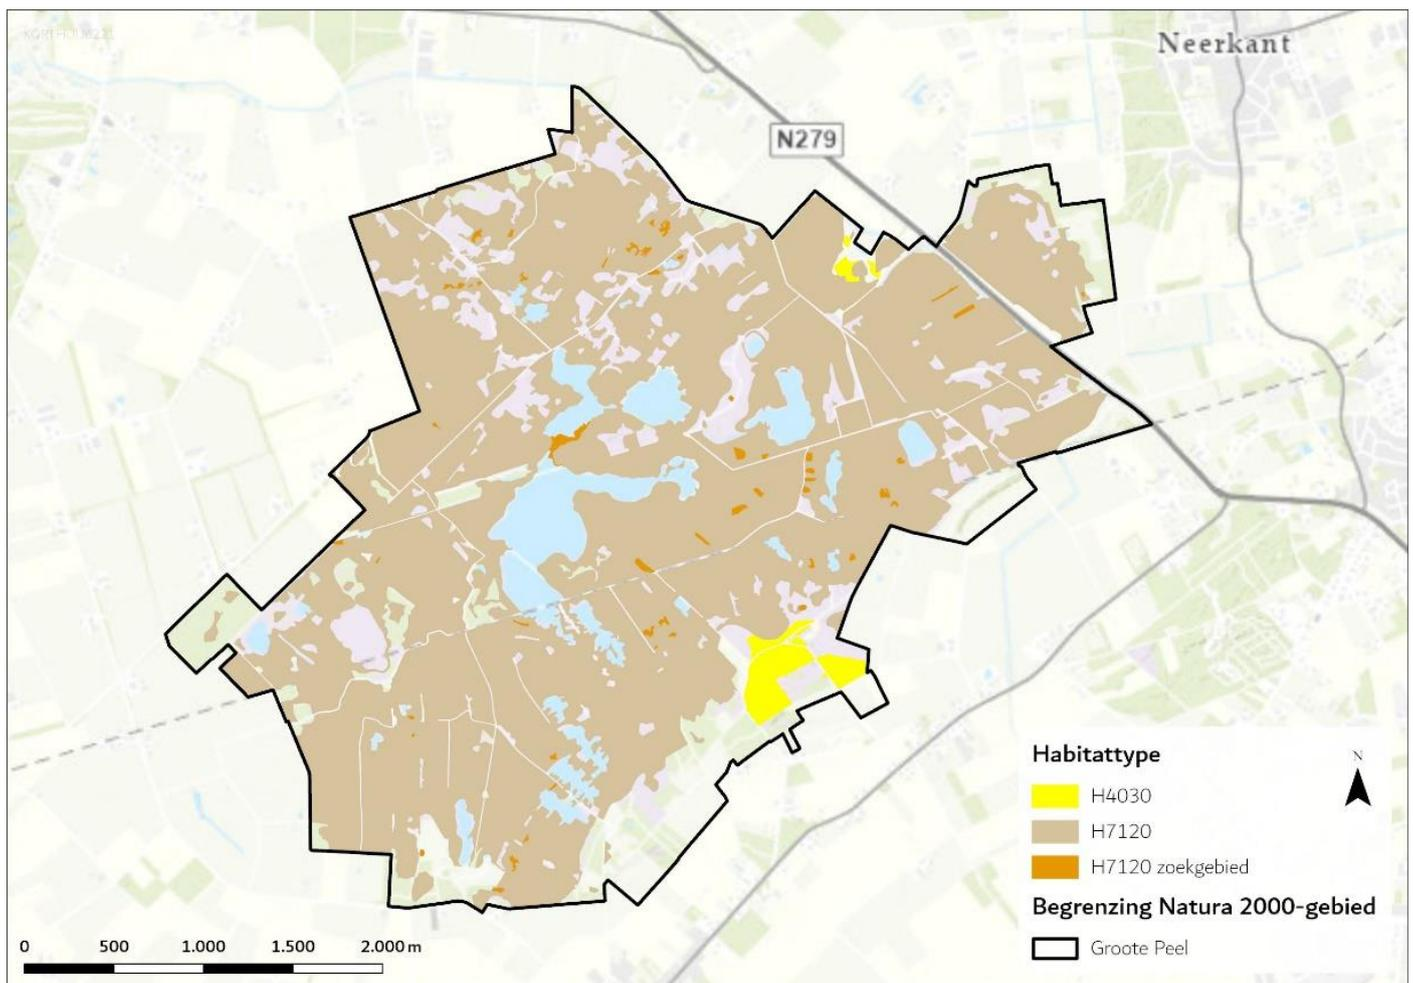 Neerkant
N279
Habitattype
N
H4030
H7120
H7120 zoekgebied
Begrenzing Natura 2000-gebied
Groote Peel
0 500 1.000 1.500 2.000 m